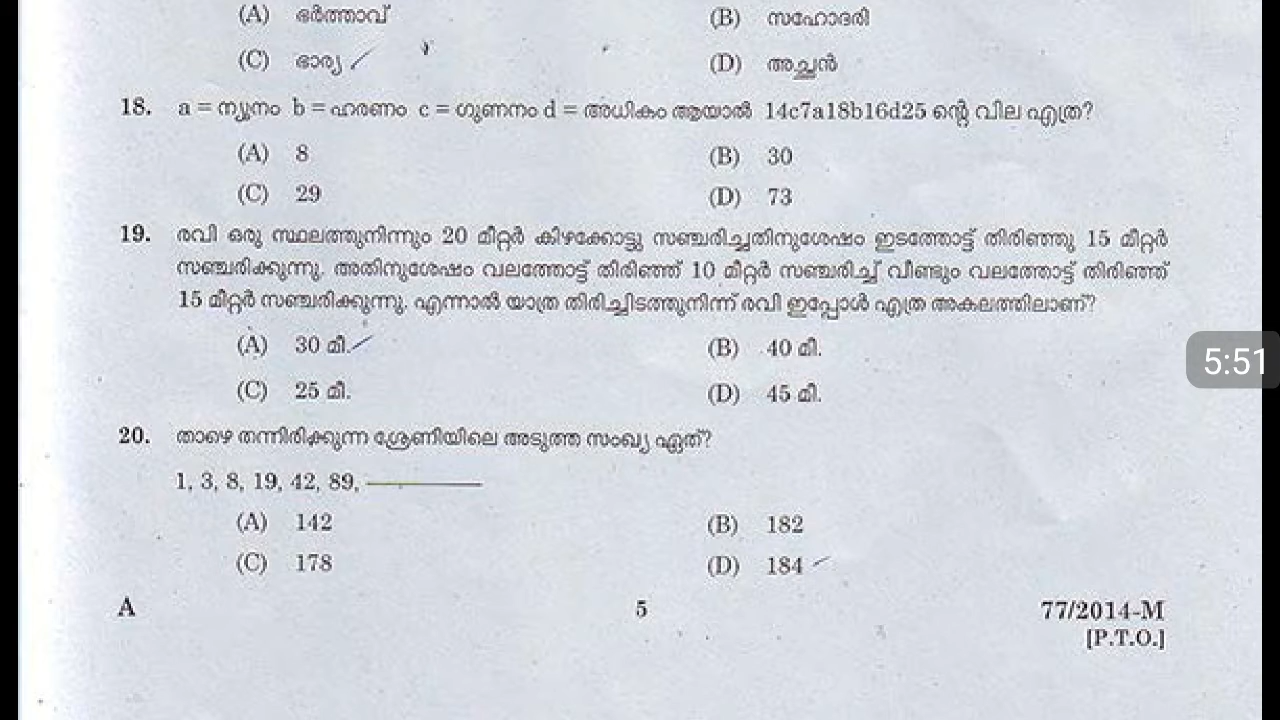 (A) ഭർത്താവ് (B) സഹോദരി
(C) ഭാര്യ (D) അച്ഛൻ
18. a = ന്യൂനം b = ഹരണം c = ഗുണനം d = അധികം ആയാൽ 14c7a18b16d25 ന്റെ വില എത്ര?
(A) 8 (B) 30
(C) 29 (D) 73
19. രവി ഒരു സ്ഥലത്തുനിന്നും 20 മീറ്റർ കിഴക്കോട്ടു സഞ്ചരിച്ചതിനുശേഷം ഇടത്തോട്ട് തിരിഞ്ഞു 15 മീറ്റർ
സഞ്ചരിക്കുന്നു. അതിനുശേഷം വലത്തോട്ട് തിരിഞ്ഞ് 10 മീറ്റർ സഞ്ചരിച്ച് വീണ്ടും വലത്തോട്ട് തിരിഞ്ഞ്
15 മീറ്റർ സഞ്ചരിക്കുന്നു. എന്നാൽ യാത്ര തിരിച്ചിടത്തുനിന്ന് രവി ഇപ്പോൾ എത്ര അകലത്തിലാണ്?
(A) 30 മീ. (B) 40 മീ.
5:51
(C) 25 മീ. (D) 45 മീ.
20. താഴെ തന്നിരിക്കുന്ന ശ്രേണിയിലെ അടുത്ത സംഖ്യ ഏത്?
1, 3, 8, 19, 42, 89, ————
(A) 142 (B) 182
(C) 178 (D) 184
A 5 77/2014-M
[P.T.O.]